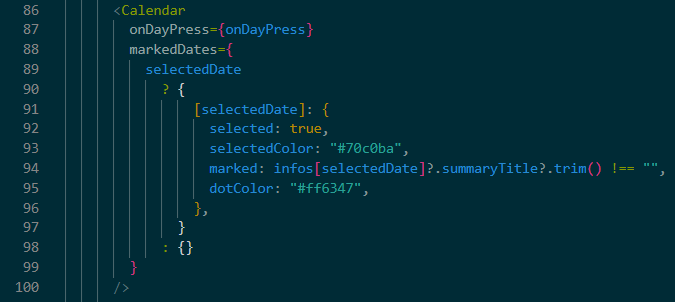 86 <Calendar
87 onDayPress={onDayPress}
88 markedDates={
89 selectedDate
90 ? {
91 [selectedDate]: {
92 selected: true,
93 selectedColor: "#70c0ba",
94 marked: infos[selectedDate]?.summaryTitle?.trim() !== "",
95 dotColor: "#ff6347",
96 },
97 }
98 : {}
99 }
100 />